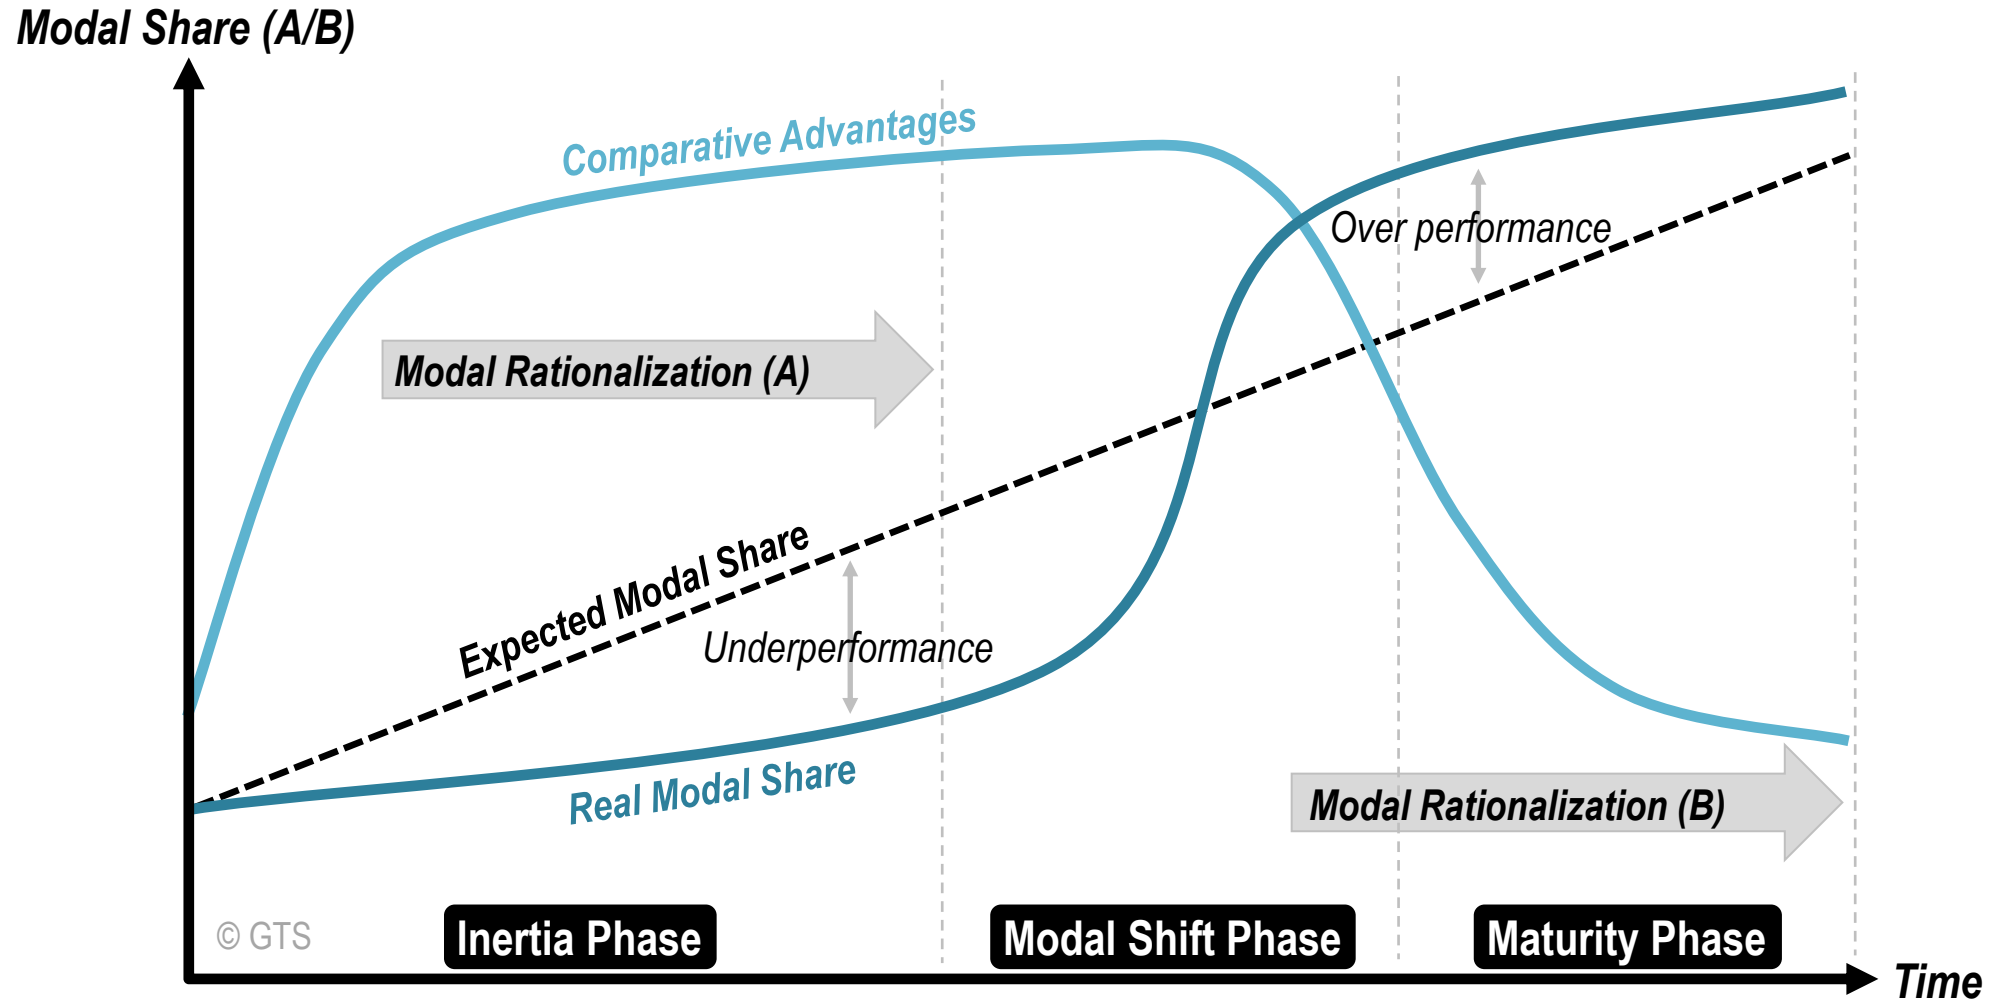 Modal Share (A/B)
Comparative Advantages
Over performance
Modal Rationalization (A)
Expected Modal Share
Underperformance
Real Modal Share
Modal Rationalization (B)
© GTS
Inertia Phase
Modal Shift Phase
Maturity Phase
Time